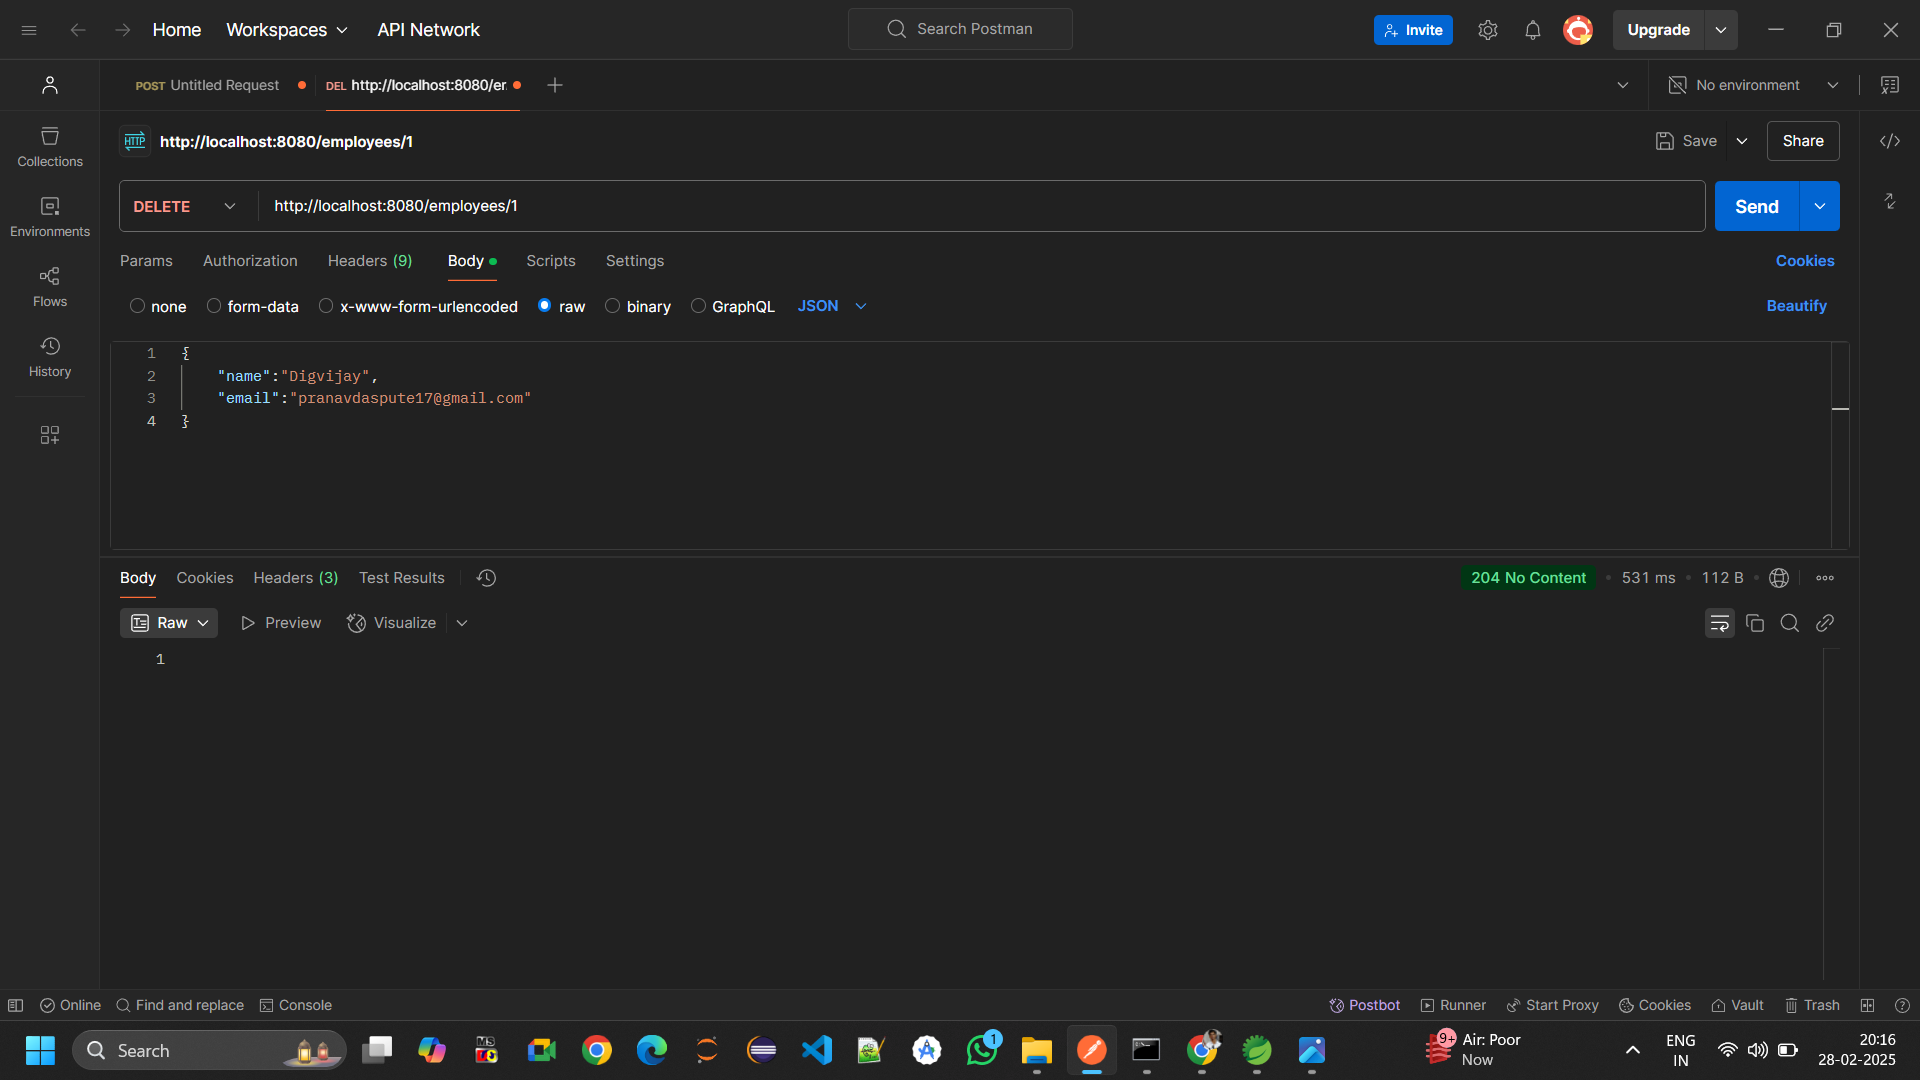 Home Workspaces API Network Search Postman Invite Upgrade
POST Untitled Request DEL http://localhost:8080/er No environment
HTTP http://localhost:8080/employees/1 Save Share
Collections
Environments
Flows
History
DELETE http://localhost:8080/employees/1 Send
Params Authorization Headers (9) Body Scripts Settings Cookies
none form-data x-www-form-urlencoded raw binary GraphQL JSON Beautify
1 {
2 "name":"Digvijay",
3 "email":"pranavdaspute17@gmail.com"
4 }
Body Cookies Headers (3) Test Results 204 No Content 531 ms 112 B
Raw Preview Visualize
1
Online Find and replace Console Postbot Runner Start Proxy Cookies Vault Trash
Search 1 9+ Air: Poor
Now
ENG
IN
20:16
28-02-2025